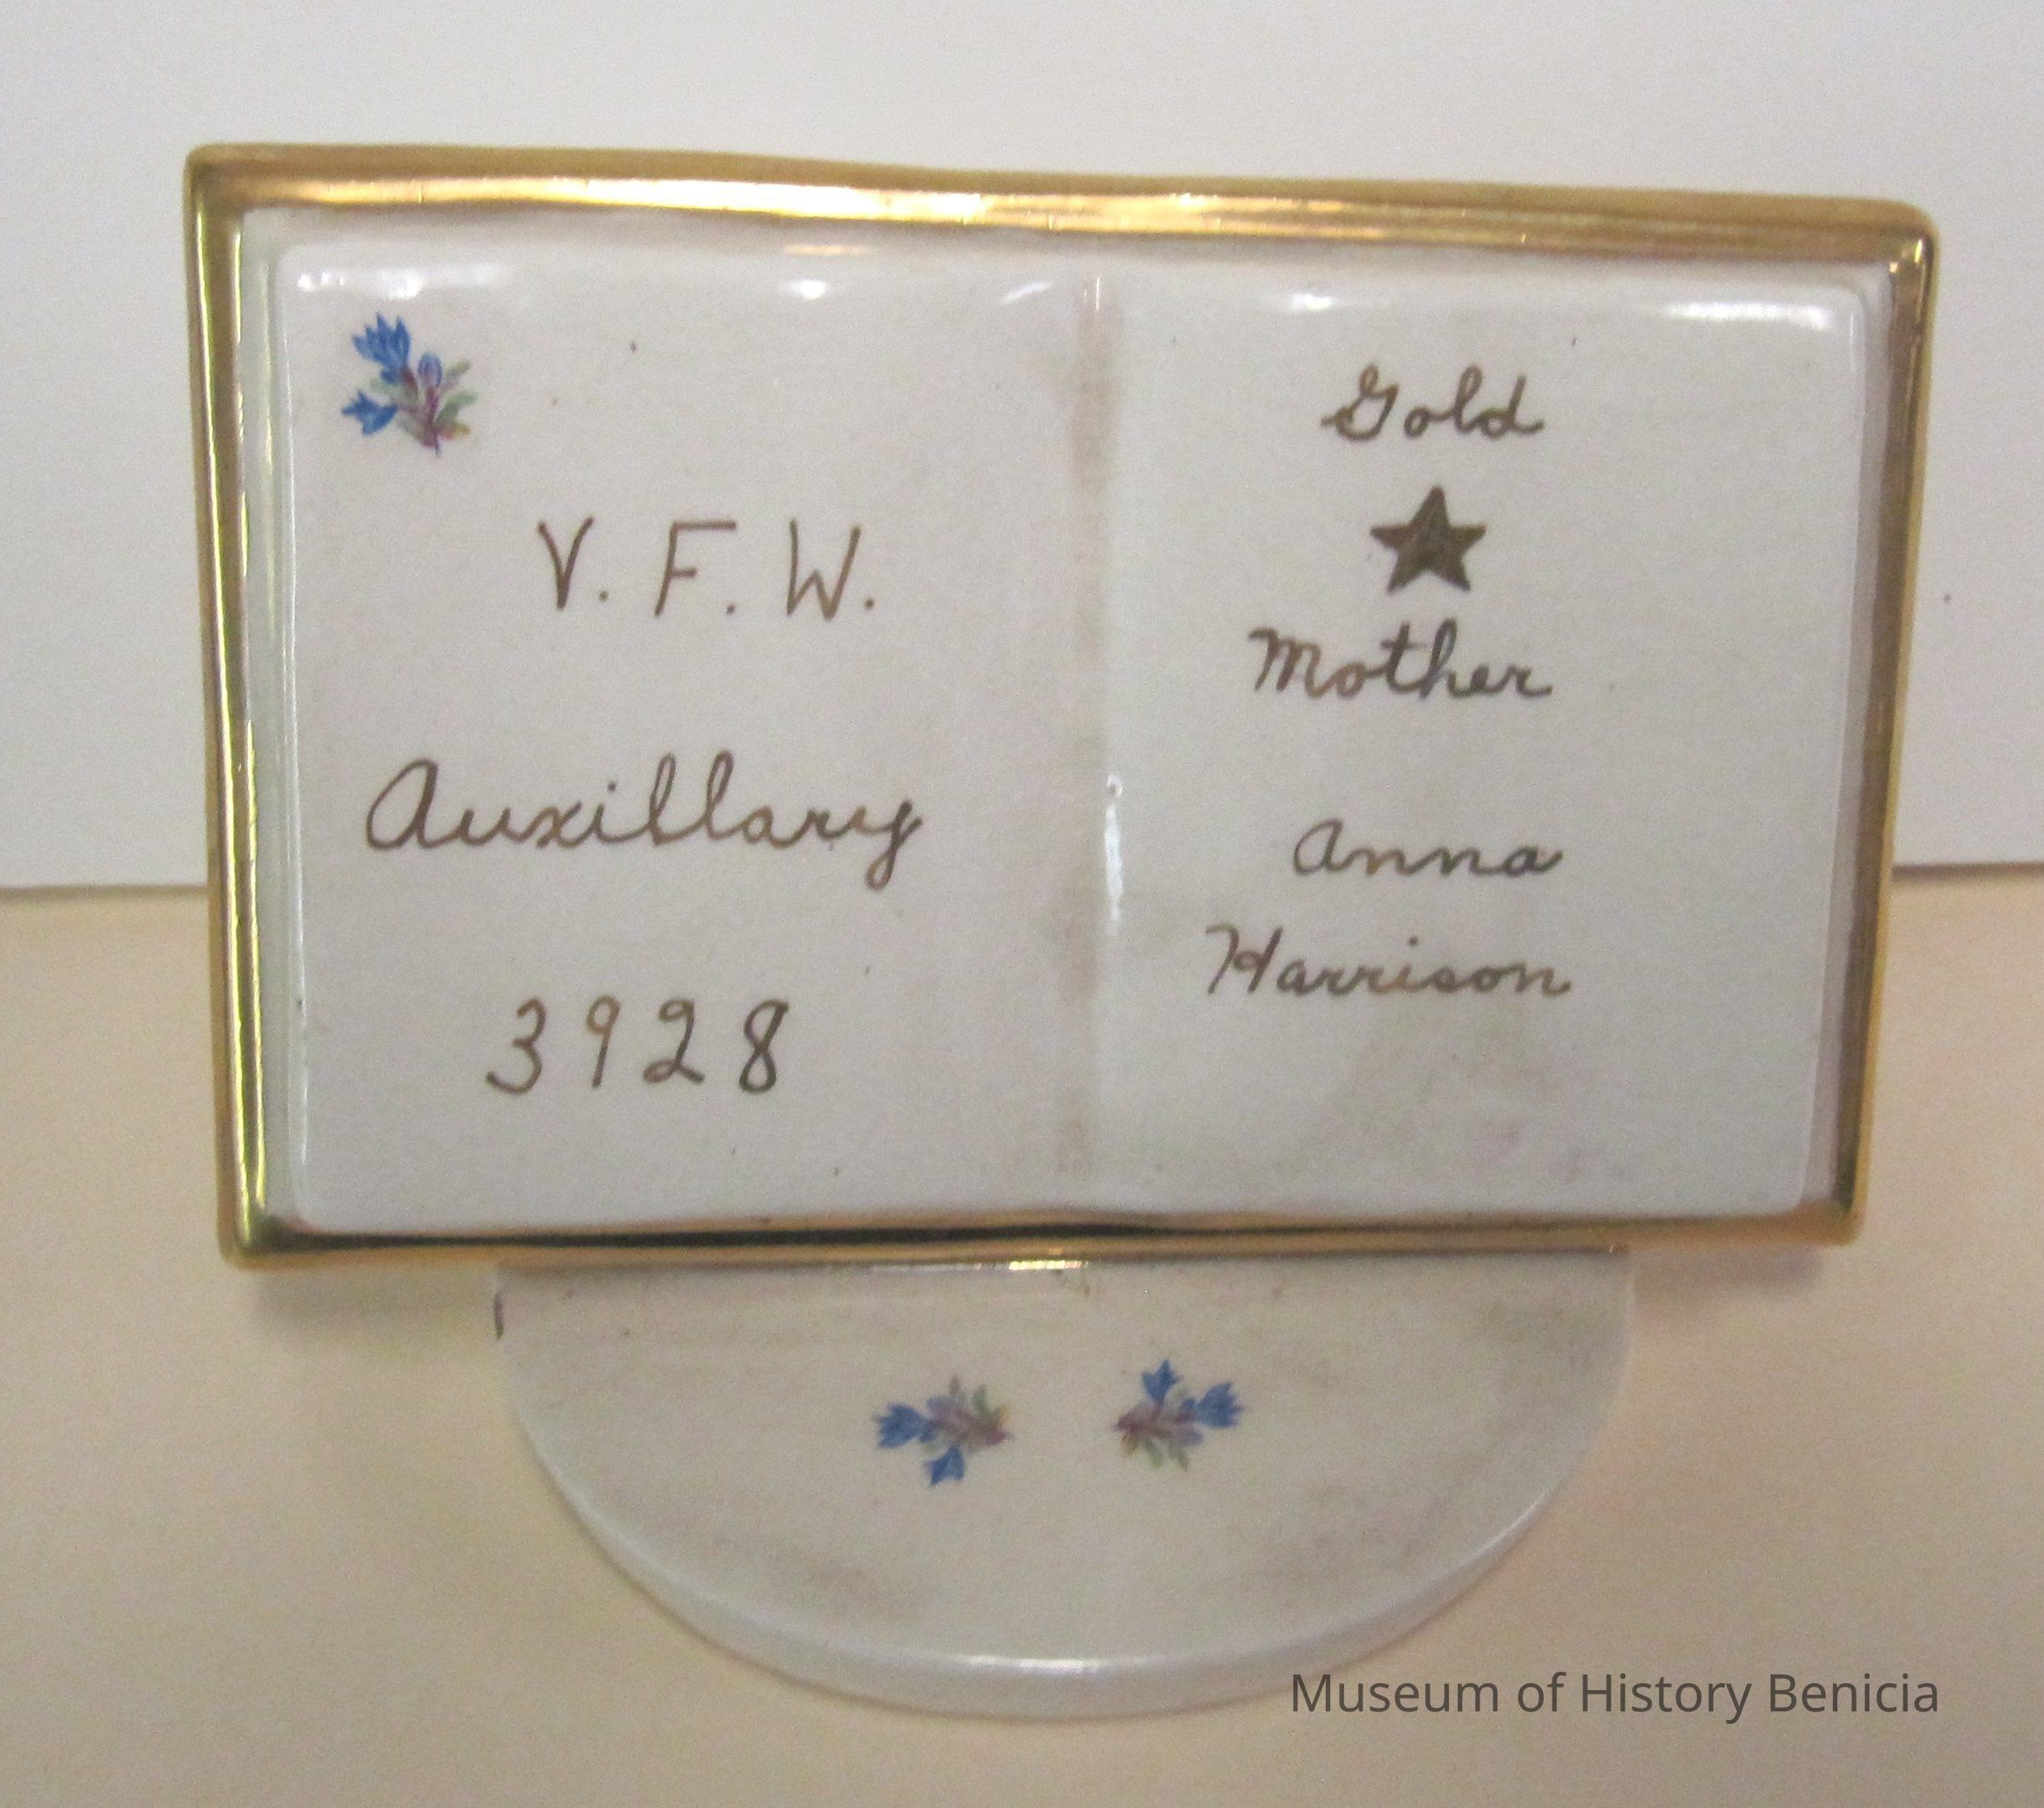 V. F. W.
Auxillary
3928
Gold
Mother
Anna
Harrison
Museum of History Benicia